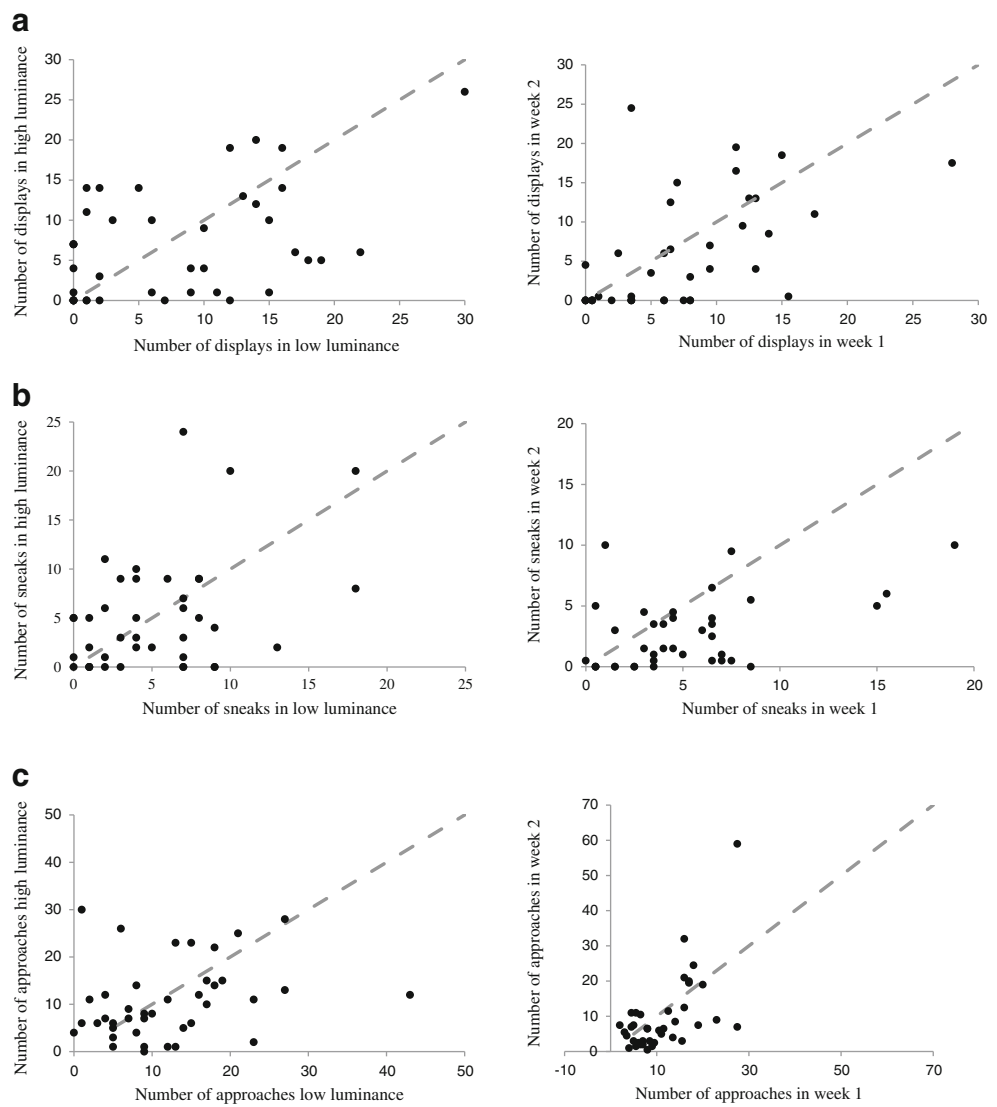 a
Number of displays in high luminance
30
25
20
15
10
5
0
0 5 10 15 20 25 30
Number of displays in low luminance
Number of displays in week 2
30
25
20
15
10
5
0
0 5 10 15 20 25 30
Number of displays in week 1
b
Number of sneaks in high luminance
25
20
15
10
5
0
0 5 10 15 20 25
Number of sneaks in low luminance
Number of sneaks in week 2
20
15
10
5
0
0 5 10 15 20
Number of sneaks in week 1
c
Number of approaches high luminance
50
40
30
20
10
0
0 10 20 30 40 50
Number of approaches low luminance
Number of approaches in week 2
70
60
50
40
30
20
10
0
-10 10 30 50 70
Number of approaches in week 1